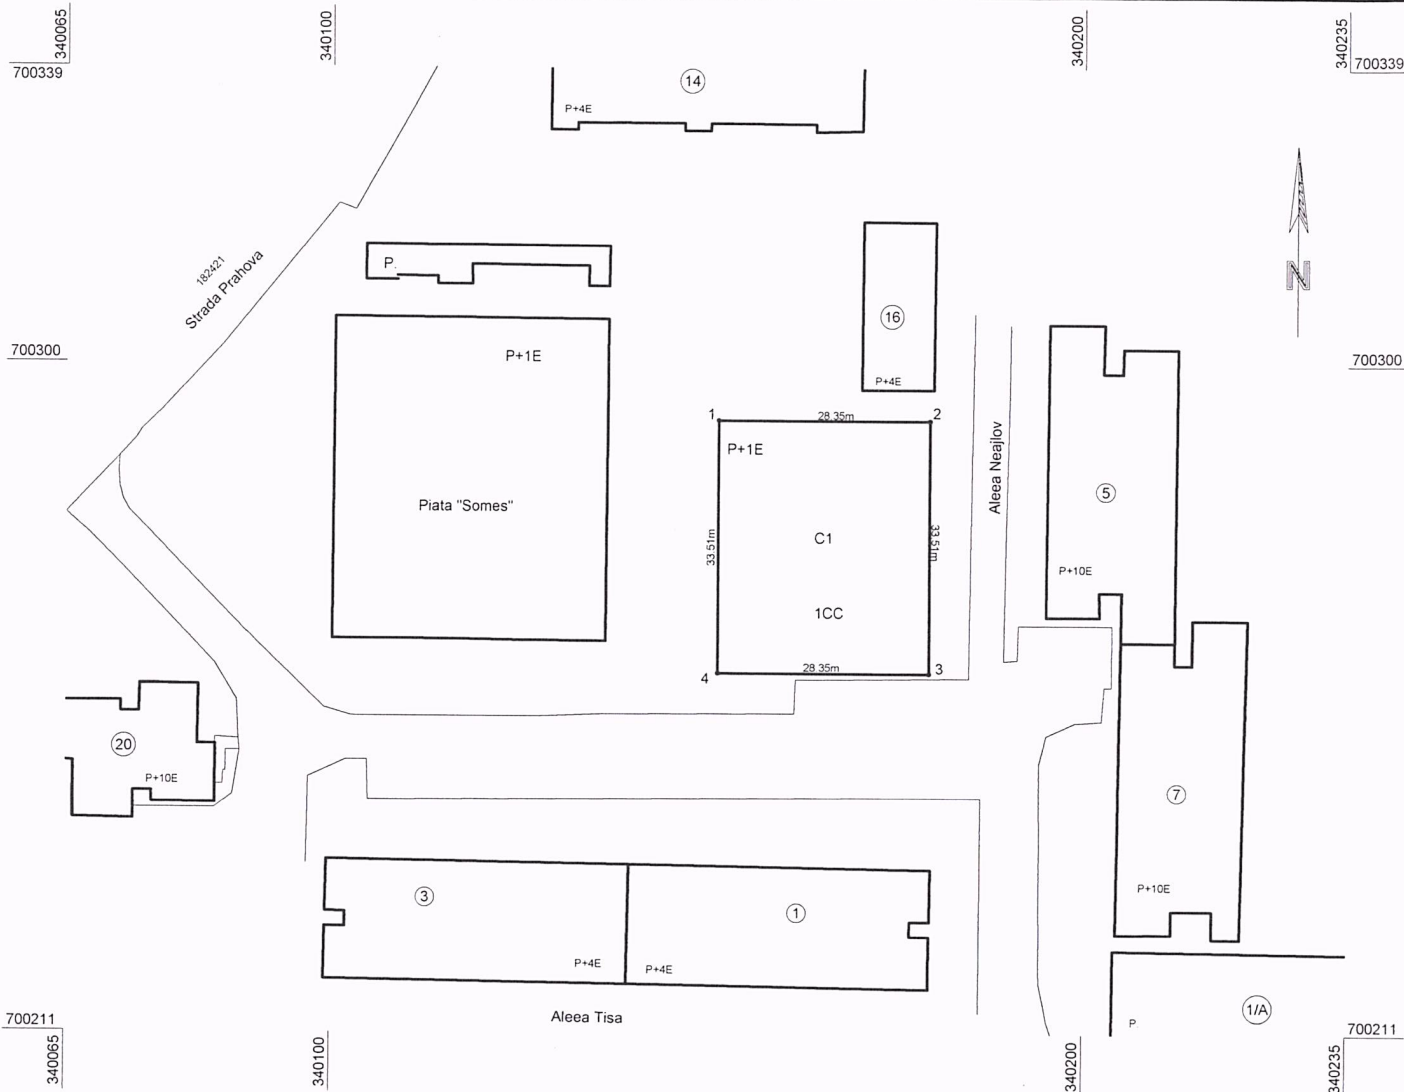 340065
340100
340200
340235
700339
700339
14
P+4E
182421
Strada Prahova
P.
N
16
P+4E
700300
700300
P+1E
1
28.35m
2
P+1E
Aleea Neajlov
5
Piata "Somes"
C1
33.51m
33.51m
P+10E
1CC
28.35m
4
3
20
P+10E
7
P+10E
3
1
P+4E
P+4E
Aleea Tisa
1/A
P
700211
700211
340065
340100
340200
340235